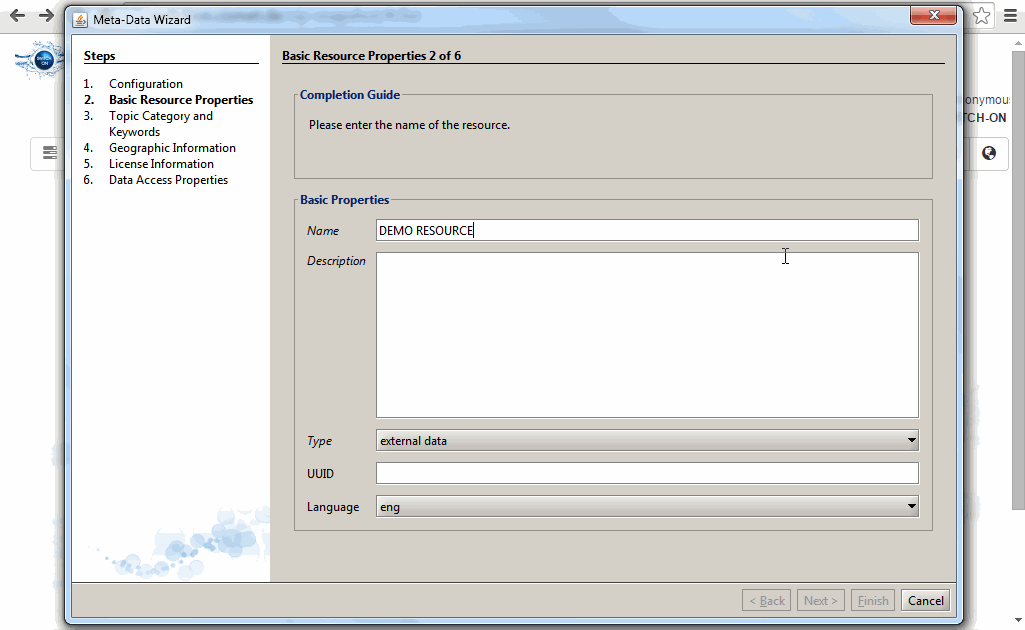 Meta-Data Wizard
Steps
1. Configuration
2. Basic Resource Properties
3. Topic Category and
Keywords
4. Geographic Information
5. License Information
6. Data Access Properties
Basic Resource Properties 2 of 6
Completion Guide
Please enter the name of the resource.
Basic Properties
Name DEMO RESOURCE
Description
Type external data
UUID
Language eng
< Back Next > Finish Cancel
onymou
TCH-ON
SWITCH
ON